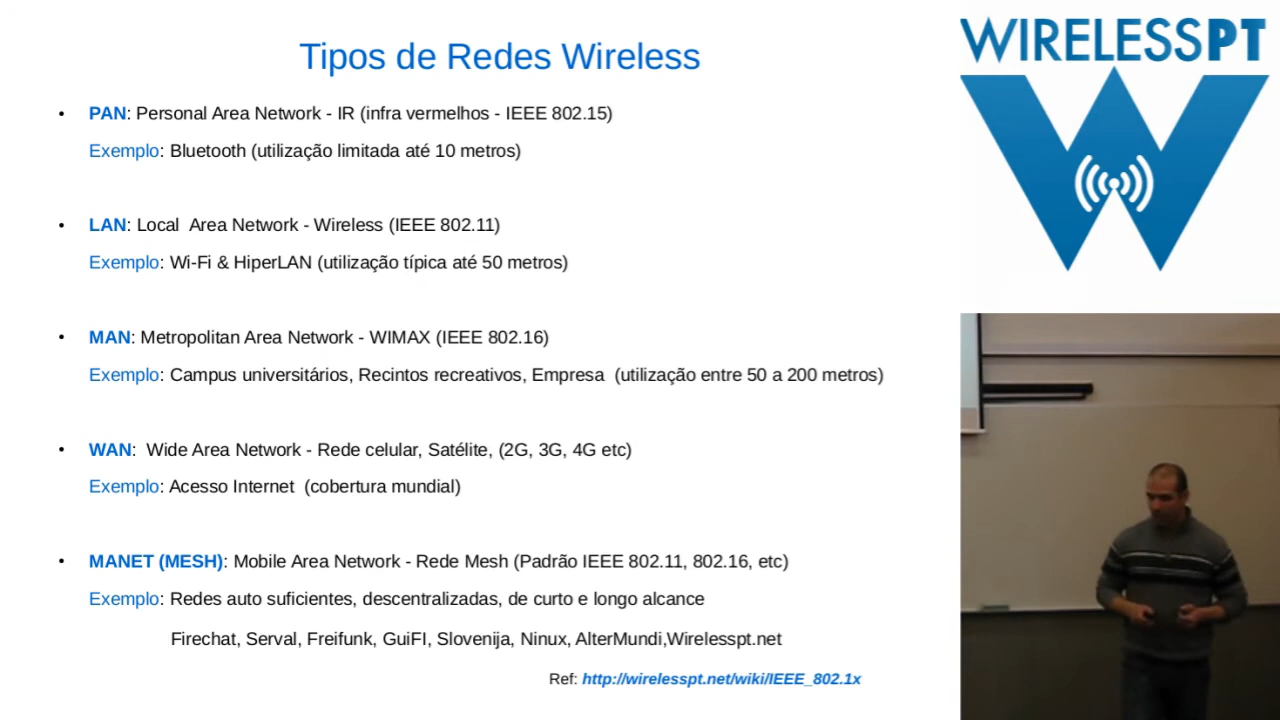 Tipos de Redes Wireless
• PAN: Personal Area Network - IR (infra vermelhos - IEEE 802.15)
Exemplo: Bluetooth (utilização limitada até 10 metros)
• LAN: Local Area Network - Wireless (IEEE 802.11)
Exemplo: Wi-Fi & HiperLAN (utilização típica até 50 metros)
• MAN: Metropolitan Area Network - WIMAX (IEEE 802.16)
Exemplo: Campus universitários, Recintos recreativos, Empresa (utilização entre 50 a 200 metros)
• WAN: Wide Area Network - Rede celular, Satélite, (2G, 3G, 4G etc)
Exemplo: Acesso Internet (cobertura mundial)
• MANET (MESH): Mobile Area Network - Rede Mesh (Padrão IEEE 802.11, 802.16, etc)
Exemplo: Redes auto suficientes, descentralizadas, de curto e longo alcance
Firechat, Serval, Freifunk, GuiFI, Slovenija, Ninux, AlterMundi,Wirelesspt.net
Ref: http://wirelesspt.net/wiki/IEEE_802.1x
WIRELESSPT